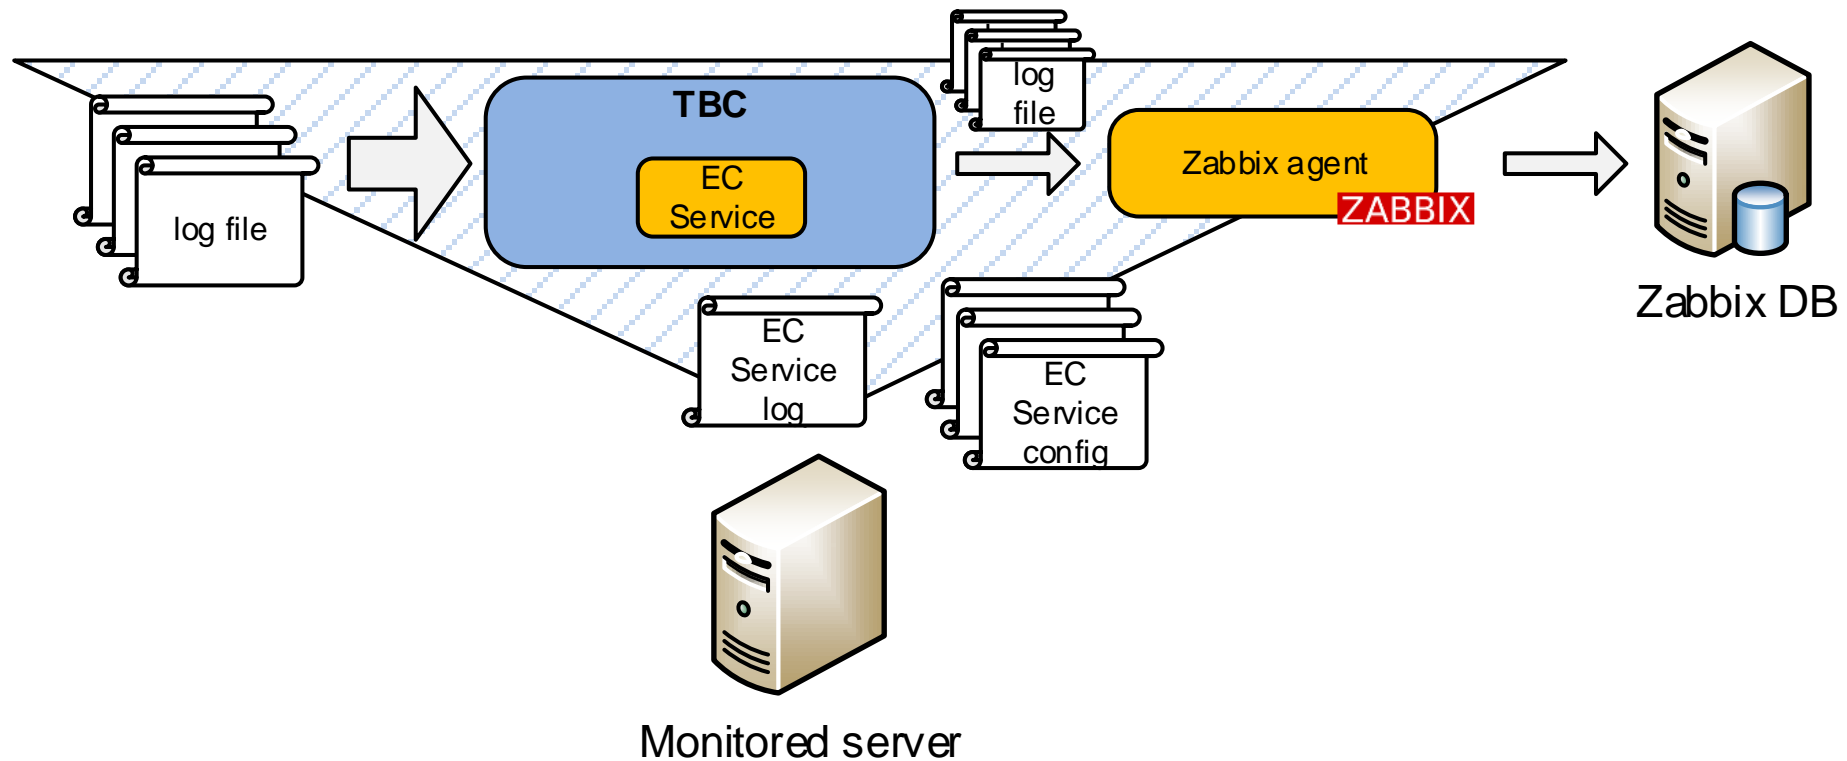 log
file
TBC
EC
Service
Zabbix agent
ZABBIX
log file
Zabbix DB
EC
Service
log
EC
Service
config
Monitored server